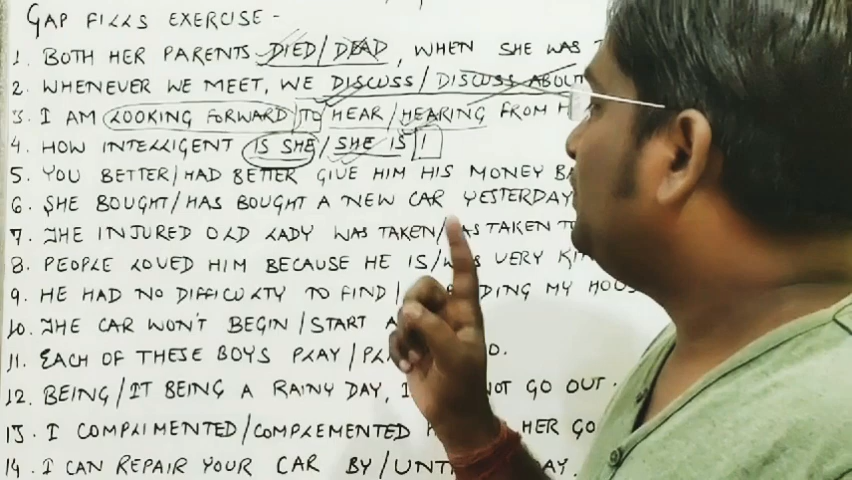 GAP FILLS EXERCISE -
1. BOTH HER PARENTS DIED/DEAD, WHEN SHE WAS
2. WHENEVER WE MEET, WE DISCUSS/DISCUSS ABOUT
3. I AM LOOKING FORWARD TO HEAR/HEARING FROM
4. HOW INTELLIGENT IS SHE/SHE IS!
5. YOU BETTER/HAD BETTER GIVE HIM HIS MONEY
6. SHE BOUGHT/HAS BOUGHT A NEW CAR YESTERDAY
7. THE INJURED OLD LADY WAS TAKEN/ TAKEN
8. PEOPLE LOVED HIM BECAUSE HE IS/WAS VERY
9. HE HAD NO DIFFICULTY TO FIND/ MY
10. THE CAR WON'T BEGIN/START
11. EACH OF THESE BOYS PLAY/
12. BEING/IT BEING A RAINY DAY, NOT GO OUT.
13. I COMPLIMENTED/COMPLEMENTED HER
14. I CAN REPAIR YOUR CAR BY/